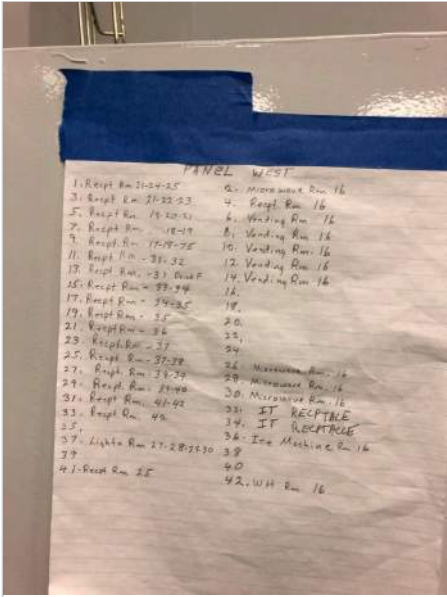 PANEL WEST
1. Recpt Rm 21-24-25
3. Recpt Rm 21-22-23
5. Recpt Rm 19-20-21
7. Recpt Rm -18-19
9. Recpt. Rm 17-18-75
11. Recpt Rm - 31-32
13. Recpt Rm. -31
15. Recpt Rm - 33-34
17. Recpt Rm - 34-35
19. Recpt Rm - 35
21. Recpt Rm - 36
23. Recpt. Rm. - 37
25. Recpt. Rm - 37-38
27. Recpt. Rm. 38-39
29. Recpt. Rm. 39-40
31. Recpt Rm. 41-42
33. Recpt Rm. 42
35.
37. Lights Rm 27-28-29-30
39
41-Recpt Rm 25
2. Microwave Rm 16
4. Recpt. Rm 16
6. Vending Rm 16
8. Vending Rm 16
10. Vending Rm. 16
12 Vending Rm. 16
14. Vending Rm. 16
16.
18.
20.
22.
24
26. Microwave Rm. 16
28. Microwave Rm. 16
30. Microwave Rm. 16
32. IT RECPTACLE
34. IT RECPTACLE
36. Ice Machine Rm 16
38
40
42. WH Rm 16